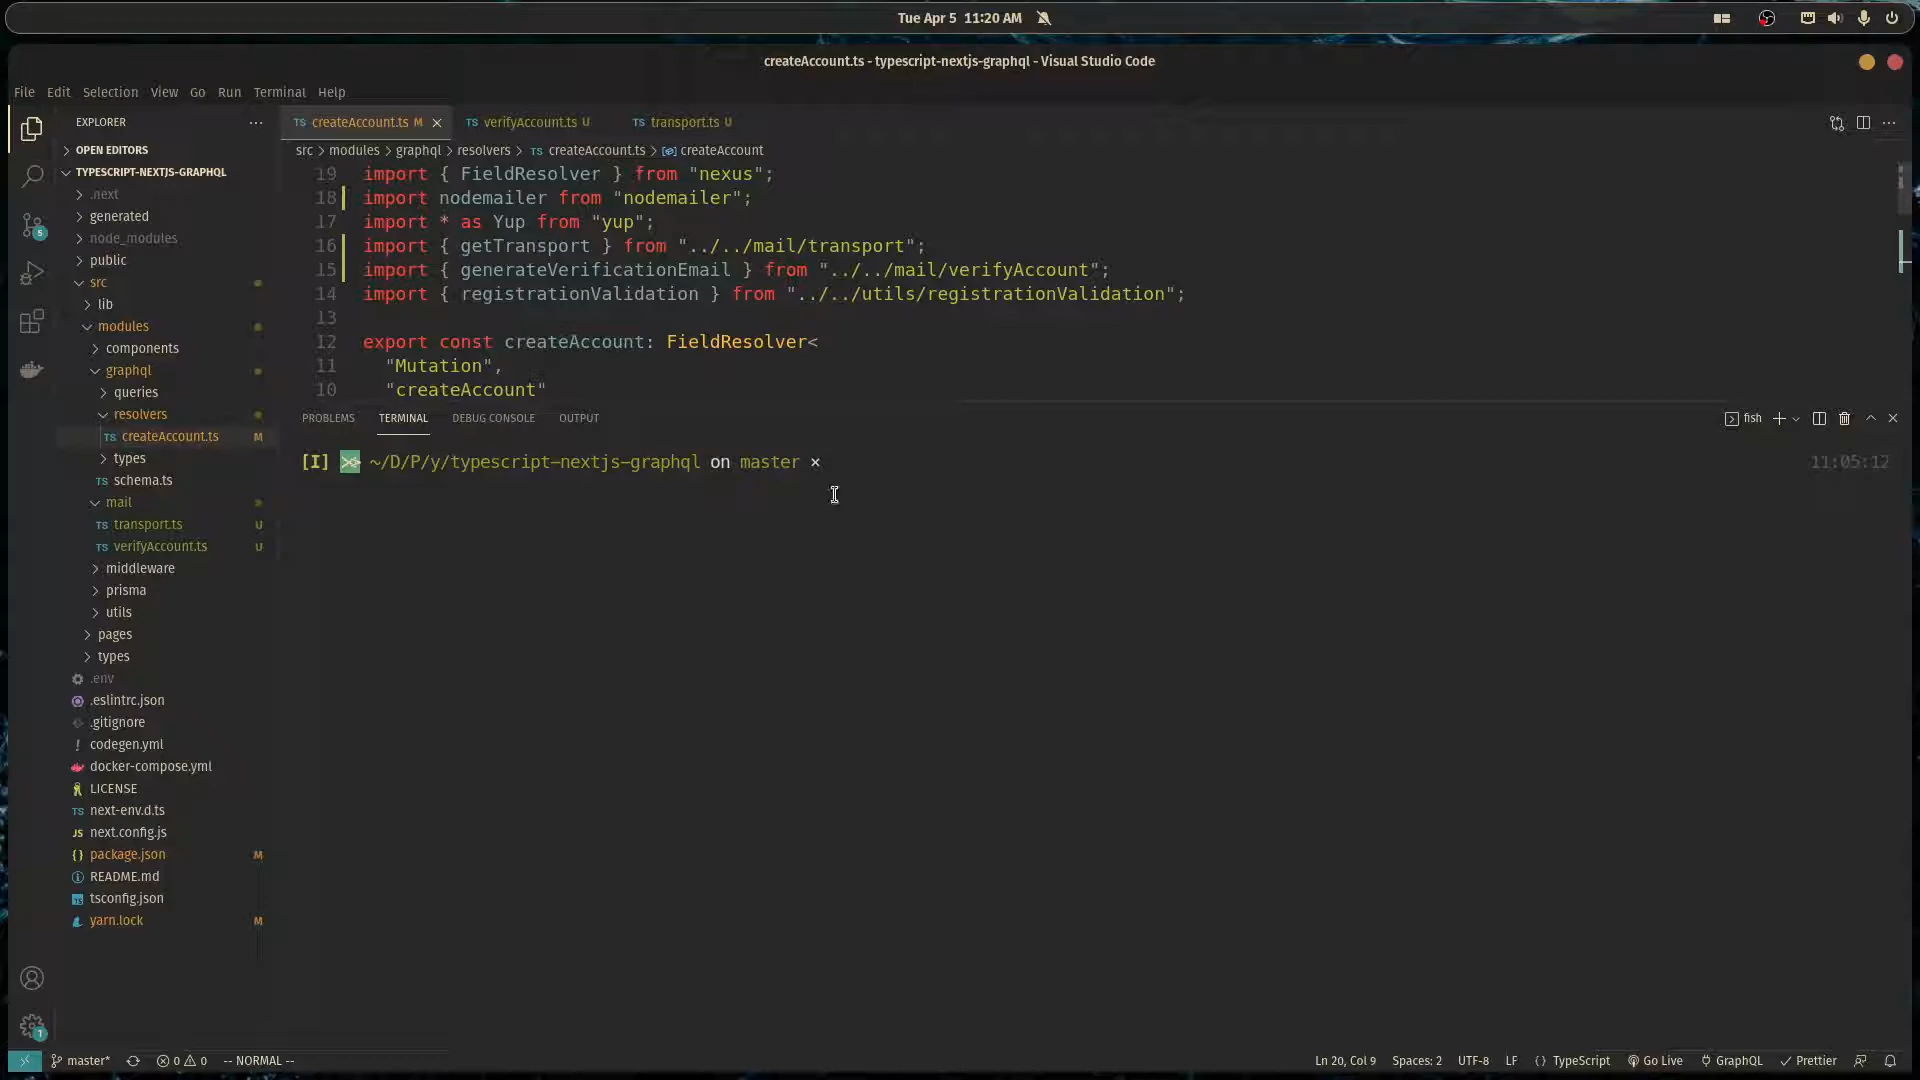 Tue Apr 5 11:20 AM
createAccount.ts - typescript-nextjs-graphql - Visual Studio Code
File Edit Selection View Go Run Terminal Help
EXPLORER
OPEN EDITORS
TYPESCRIPT-NEXTJS-GRAPHQL
.next
generated
node_modules
public
src
lib
modules
components
graphql
queries
resolvers
TS createAccount.ts M
types
TS schema.ts
mail
TS transport.ts U
TS verifyAccount.ts U
middleware
prisma
utils
pages
types
.env
.eslintrc.json
.gitignore
! codegen.yml
docker-compose.yml
LICENSE
TS next-env.d.ts
JS next.config.js
{} package.json M
README.md
tsconfig.json
yarn.lock M
5
1
TS createAccount.ts M × TS verifyAccount.ts U TS transport.ts U
src > modules > graphql > resolvers > TS createAccount.ts > createAccount
19 import { FieldResolver } from "nexus";
18 import nodemailer from "nodemailer";
17 import * as Yup from "yup";
16 import { getTransport } from "../../mail/transport";
15 import { generateVerificationEmail } from "../../mail/verifyAccount";
14 import { registrationValidation } from "../../utils/registrationValidation";
13
12 export const createAccount: FieldResolver<
11 "Mutation",
10 "createAccount"
PROBLEMS TERMINAL DEBUG CONSOLE OUTPUT fish
[I] ~/D/P/y/typescript-nextjs-graphql on master × 11:05:12
master* 0 0 -- NORMAL -- Ln 20, Col 9 Spaces: 2 UTF-8 LF {} TypeScript Go Live GraphQL Prettier